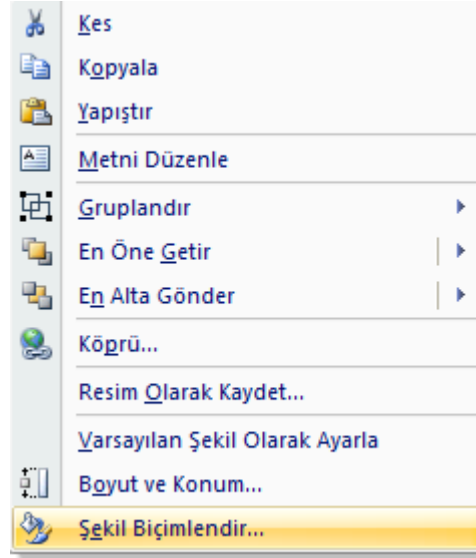 Kes
Kopyala
Yapıştır
Metni Düzenle
Gruplandır
En Öne Getir
En Alta Gönder
Köprü...
Resim Olarak Kaydet...
Varsayılan Şekil Olarak Ayarla
Boyut ve Konum...
Şekil Biçimlendir...